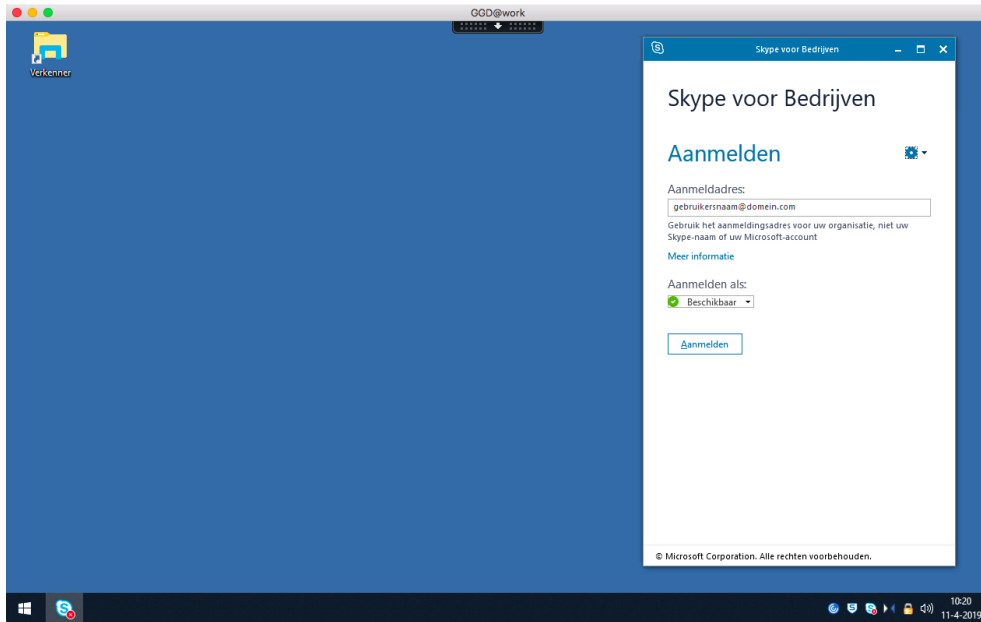 GGD@work
Verkenner
Skype voor Bedrijven
Skype voor Bedrijven
Aanmelden
Aanmeldadres:
gebruikersnaam@domein.com
Gebruik het aanmeldingsadres voor uw organisatie, niet uw
Skype-naam of uw Microsoft-account
Meer informatie
Aanmelden als:
Beschikbaar
Aanmelden
© Microsoft Corporation. Alle rechten voorbehouden.
10:20
11-4-2019